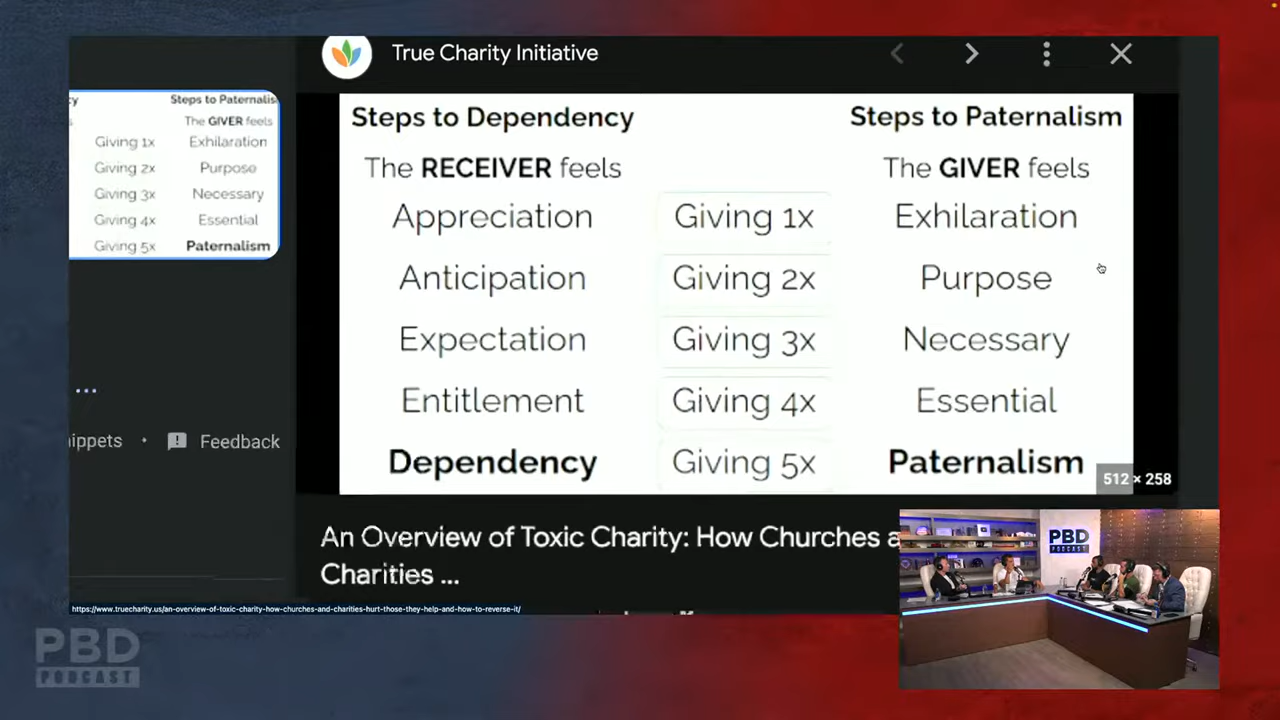 True Charity Initiative
Steps to Paternalis
The GIVER feels
Giving 1x Exhilaration
Giving 2x Purpose
Giving 3x Necessary
Giving 4x Essential
Giving 5x Paternalism
... 
ippets • Feedback
Steps to Dependency Steps to Paternalism
The RECEIVER feels The GIVER feels
Appreciation Giving 1x Exhilaration
Anticipation Giving 2x Purpose
Expectation Giving 3x Necessary
Entitlement Giving 4x Essential
Dependency Giving 5x Paternalism
512 × 258
An Overview of Toxic Charity: How Churches a
Charities ...
https://www.truecharity.us/an-overview-of-toxic-charity-how-churches-and-charities-hurt-those-they-help-and-how-to-reverse-it/
PBD
PODCAST
PBD
PODCAST